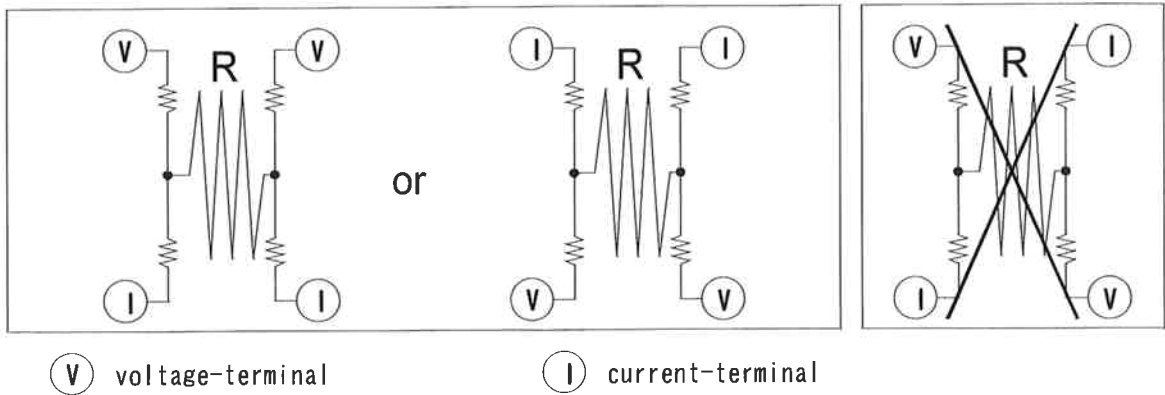 V V I I V I
R R R
or
I I V V I V
V voltage-terminal I current-terminal